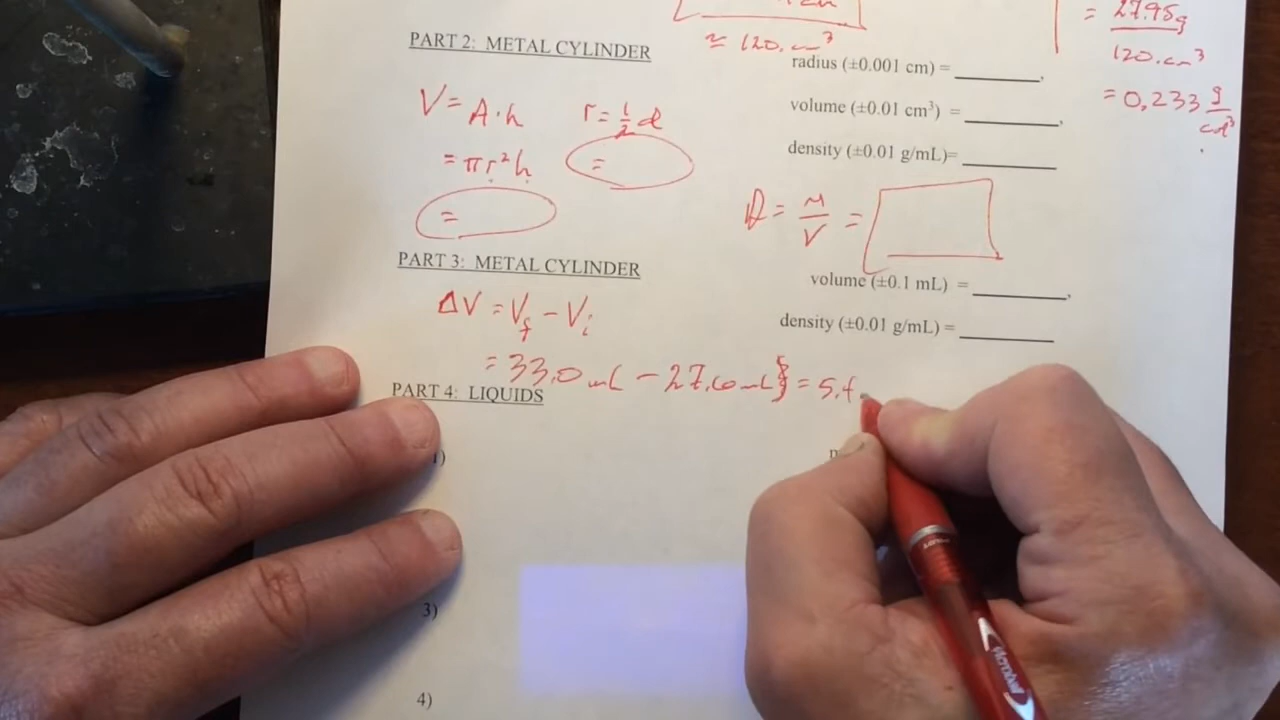 ≈ 120. cm³
= 27.95g
120. cm³
= 0,233 g/cm³
PART 2: METAL CYLINDER
radius (±0.001 cm) = ________.
V = A·h
r = ½ d
volume (±0.01 cm³) = ________.
= πr²h
=
density (±0.01 g/mL)= ________
=
D = M/V =
PART 3: METAL CYLINDER
volume (±0.1 mL) = ________.
ΔV = Vf - Vi
density (±0.01 g/mL) = ________
= 33.0 mL - 27.60 mL } = 5.4
PART 4: LIQUIDS
3)
4)
Acroball